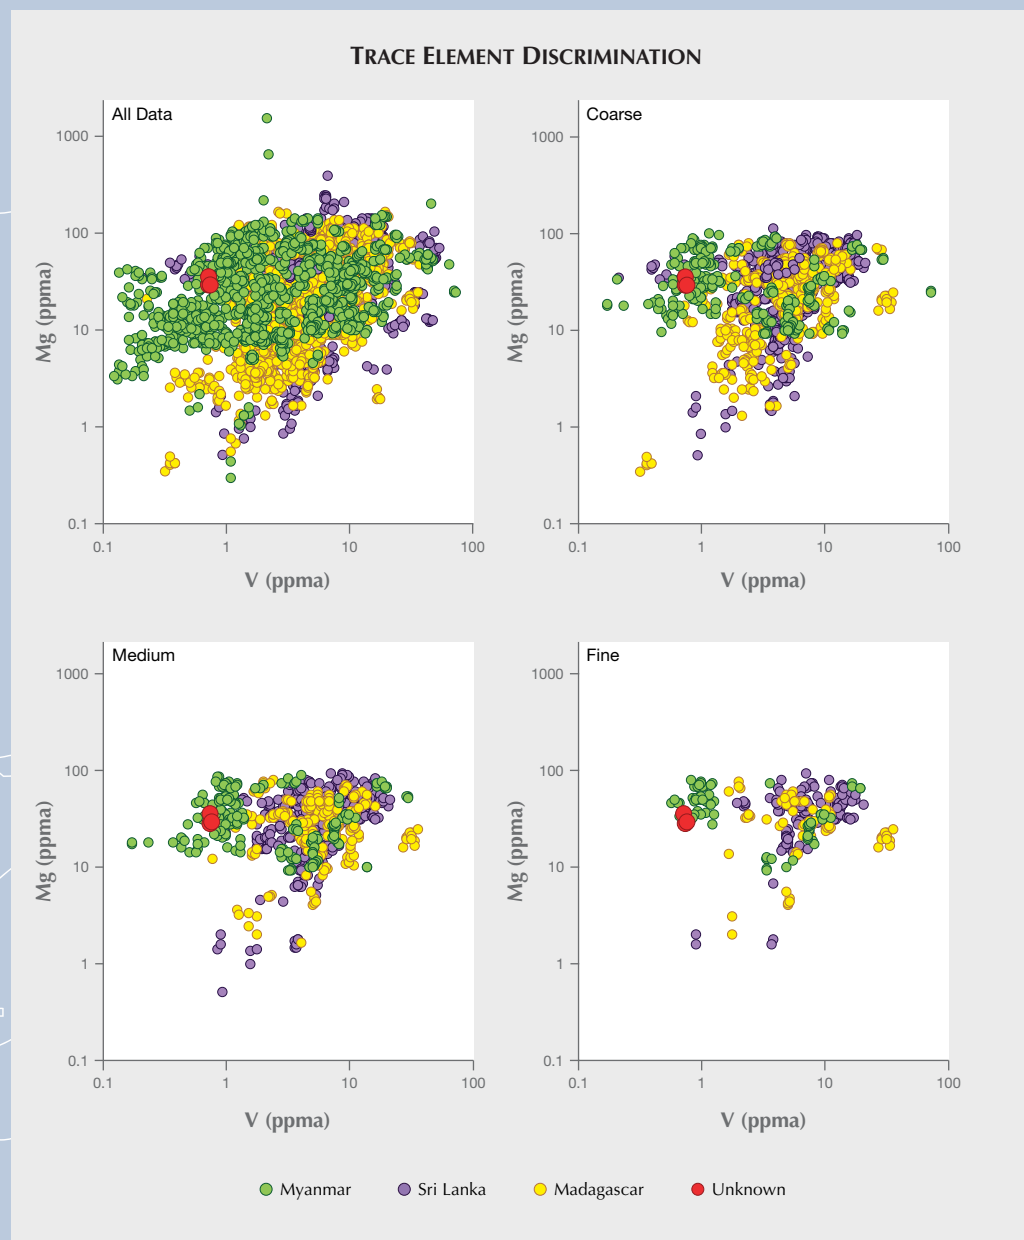 TRACE ELEMENT DISCRIMINATION
All Data
1000
100
10
1
0.1
0.1 1 10 100
Mg (ppma)
V (ppma)
Coarse
1000
100
10
1
0.1
0.1 1 10 100
Mg (ppma)
V (ppma)
Medium
1000
100
10
1
0.1
0.1 1 10 100
Mg (ppma)
V (ppma)
Fine
1000
100
10
1
0.1
0.1 1 10 100
Mg (ppma)
V (ppma)
Myanmar Sri Lanka Madagascar Unknown